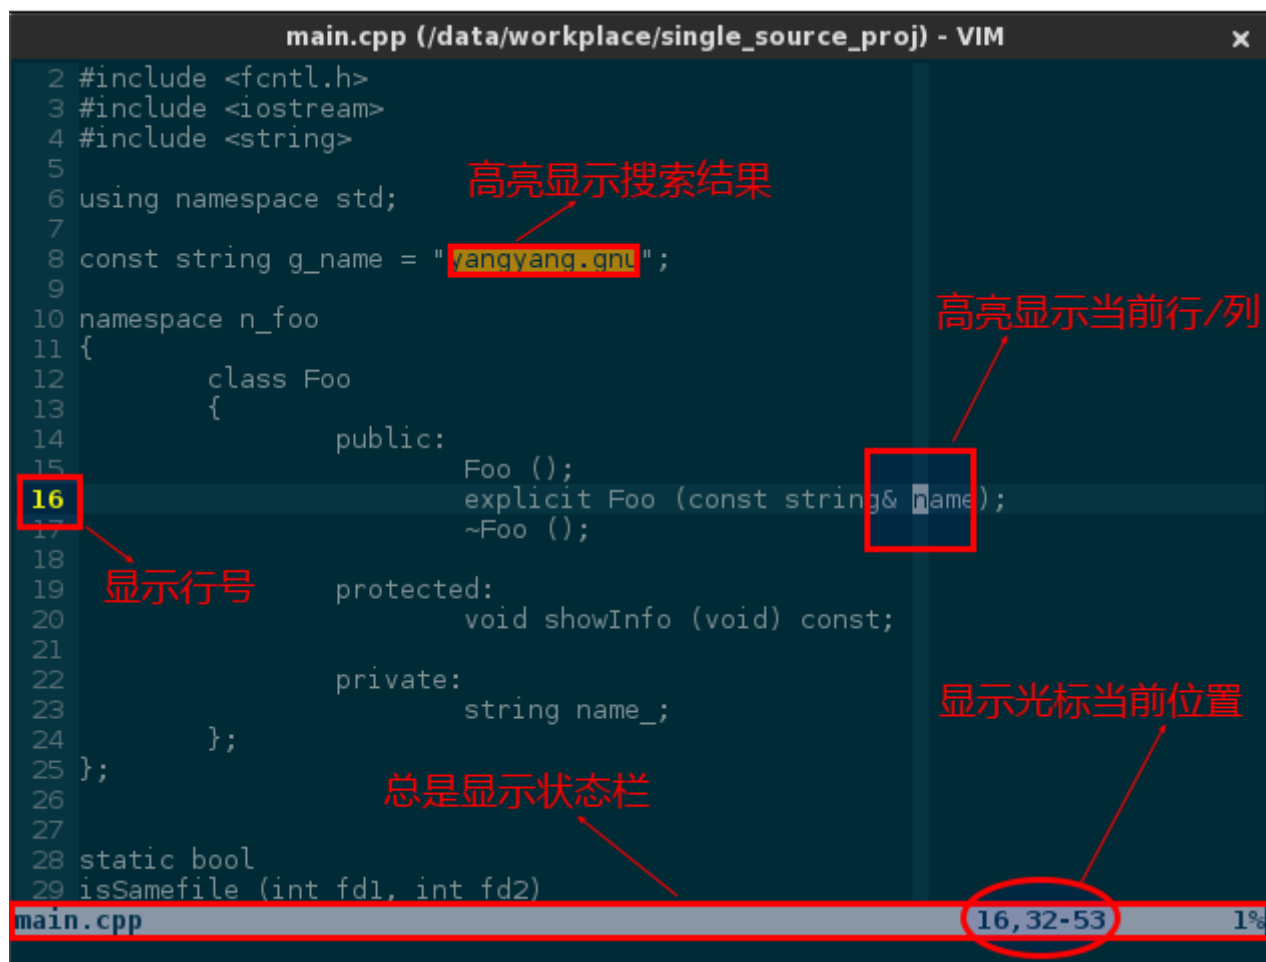 main.cpp (/data/workplace/single_source_proj) - VIM ×
2 #include <fcntl.h>
3 #include <iostream>
4 #include <string>
5
高亮显示搜索结果
6 using namespace std;
7
8 const string g_name = "yangyang.gnu";
9
高亮显示当前行/列
10 namespace n_foo
11 {
12 class Foo
13 {
14 public:
15 Foo ();
16 explicit Foo (const string& name);
17 ~Foo ();
18
显示行号
19 protected:
20 void showInfo (void) const;
21
22 private:
显示光标当前位置
23 string name_;
24 };
25 };
总是显示状态栏
26
27
28 static bool
29 isSamefile (int fd1, int fd2)
main.cpp 16,32-53 1%